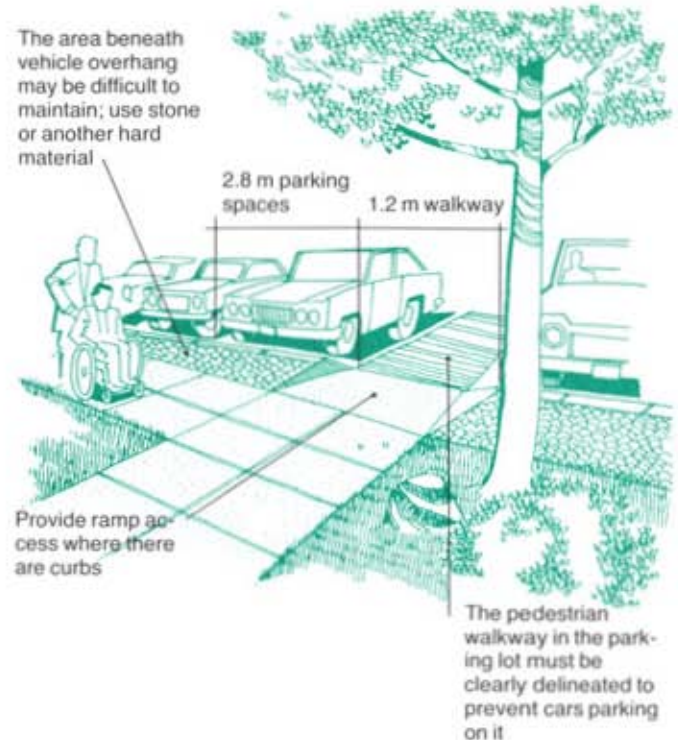 The area beneath
vehicle overhang
may be difficult to
maintain; use stone
or another hard
material
2.8 m parking
spaces
1.2 m walkway
Provide ramp ac-
cess where there
are curbs
The pedestrian
walkway in the park-
ing lot must be
clearly delineated to
prevent cars parking
on it